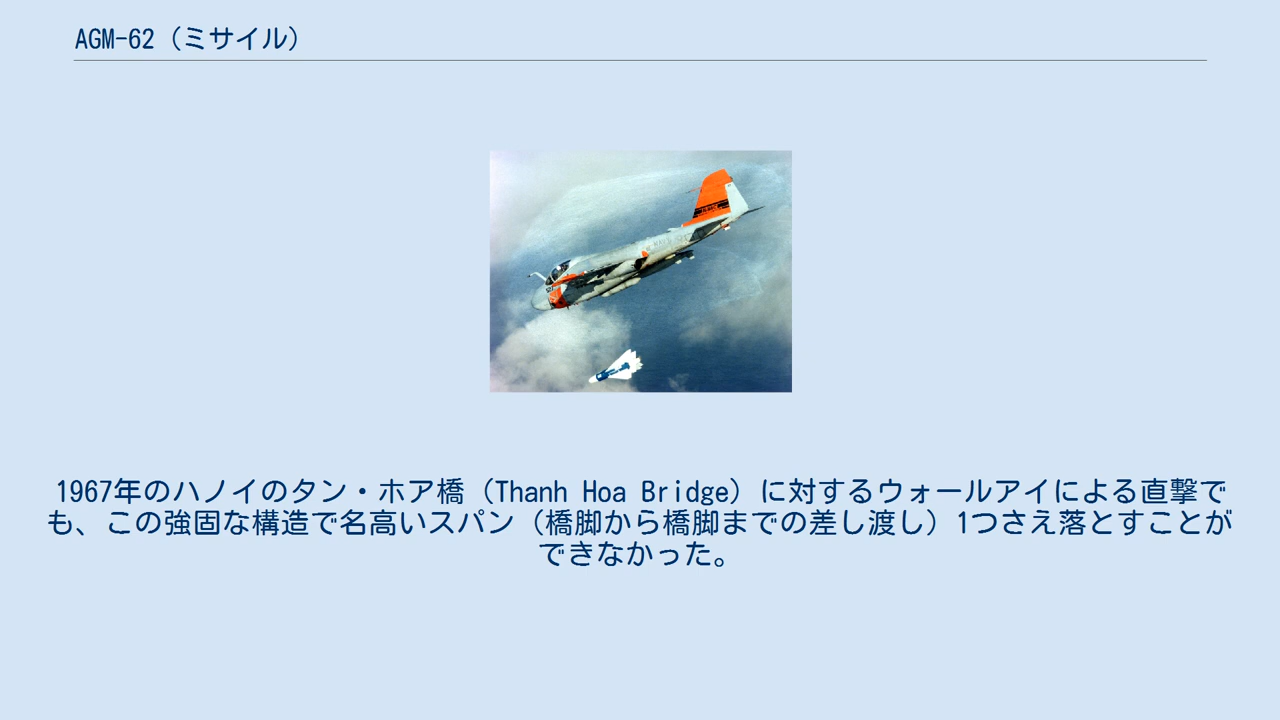 AGM-62（ミサイル）
1967年のハノイのタン・ホア橋（Thanh Hoa Bridge）に対するウォールアイによる直撃で
も、この強固な構造で名高いスパン（橋脚から橋脚までの差し渡し）1つさえ落とすことが
できなかった。